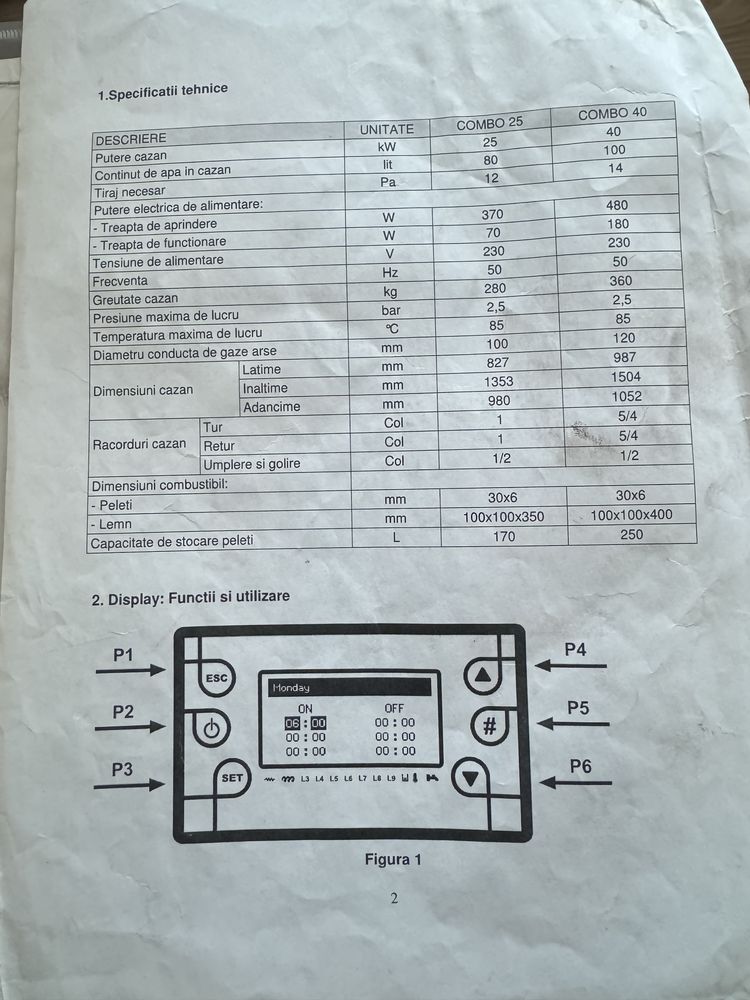 1.Specificatii tehnice
DESCRIERE UNITATE COMBO 25 COMBO 40
Putere cazan kW 25 40
Continut de apa in cazan lit 80 100
Tiraj necesar Pa 12 14
Putere electrica de alimentare:
- Treapta de aprindere W 370 480
- Treapta de functionare W 70 180
Tensiune de alimentare V 230 230
Frecventa Hz 50 50
Greutate cazan kg 280 360
Presiune maxima de lucru bar 2,5 2,5
Temperatura maxima de lucru ºC 85 85
Diametru conducta de gaze arse mm 100 120
Dimensiuni cazan Latime mm 827 987
Inaltime mm 1353 1504
Adancime mm 980 1052
Racorduri cazan Tur Col 1 5/4
Retur Col 1 5/4
Umplere si golire Col 1/2 1/2
Dimensiuni combustibil:
- Peleti mm 30x6 30x6
- Lemn mm 100x100x350 100x100x400
Capacitate de stocare peleti L 170 250
2. Display: Functii si utilizare
P1 ESC P4
Monday
ON OFF
P2 06:00 00:00 # P5
00:00 00:00
00:00 00:00
P3 SET L3 L4 L5 L6 L7 L8 L9 P6
Figura 1
2